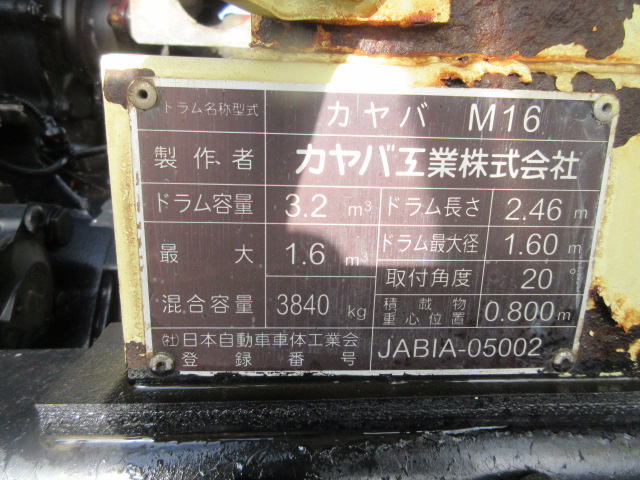 ドラム名称型式 カヤバ M16
製作者 カヤバ工業株式会社
ドラム容量 3.2 m³ ドラム長さ 2.46 m
最大 1.6 m³ ドラム最大径 1.60 m
取付角度 20°
混合容量 3840 kg 積載物重心位置 0.800 m
(社)日本自動車車体工業会
登録番号 JABIA-05002